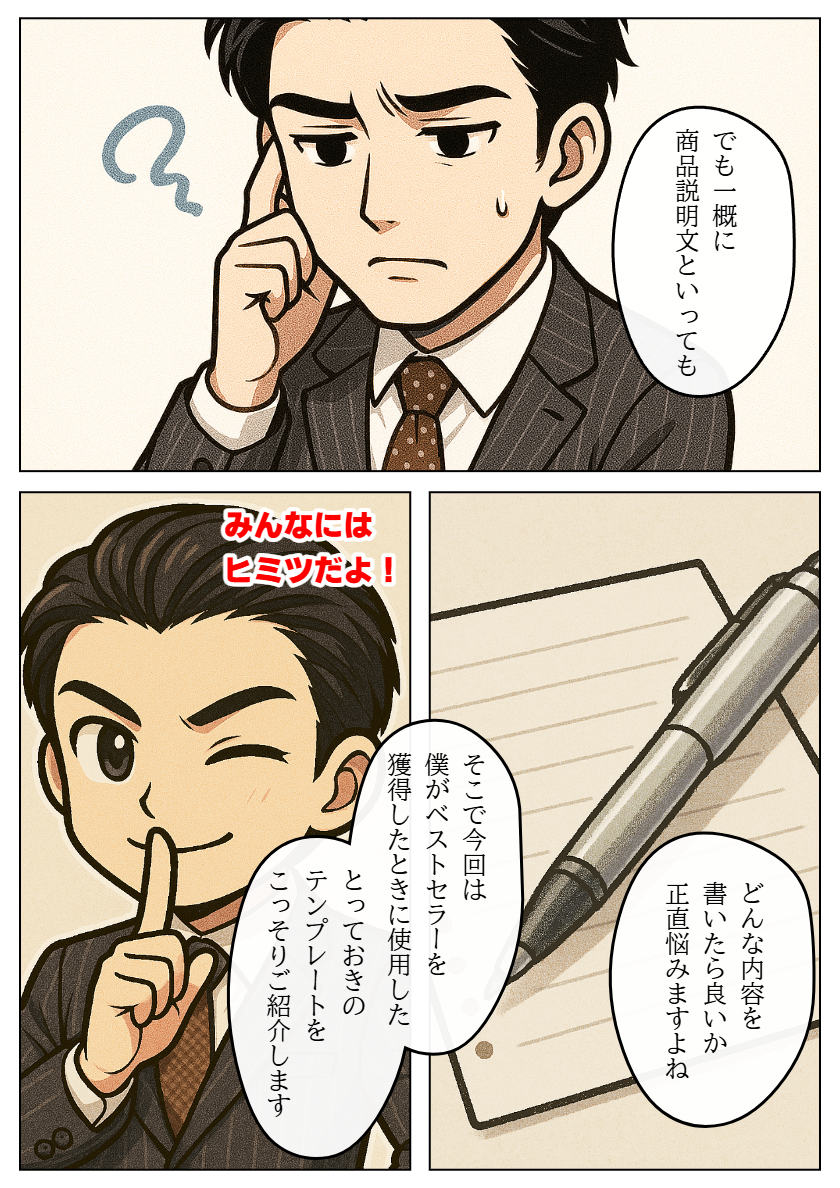 でも一概に
商品説明文といっても
どんな内容を
書いたら良いか
正直悩みますよね
そこで今回は
僕がベストセラーを
獲得したときに使用した
とっておきの
テンプレートを
こっそりご紹介します
みんなには
ヒミツだよ！